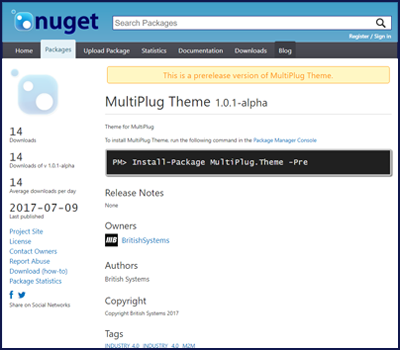 nuget
Search Packages
Register / Sign in
Home Packages Upload Package Statistics Documentation Downloads Blog
This is a prerelease version of MultiPlug Theme.
MultiPlug Theme 1.0.1-alpha
Theme for MultiPlug
To install MultiPlug Theme, run the following command in the Package Manager Console
PM> Install-Package MultiPlug.Theme -Pre
Release Notes
None
Owners
BritishSystems
Authors
British Systems
Copyright
Copyright British Systems 2017
Tags
INDUSTRY 4.0 INDUSTRY_4.0 M2M
14
Downloads
14
Downloads of v 1.0.1-alpha
14
Average downloads per day
2017-07-09
Last published
Project Site
License
Contact Owners
Report Abuse
Download (how-to)
Package Statistics
Share on Social Networks